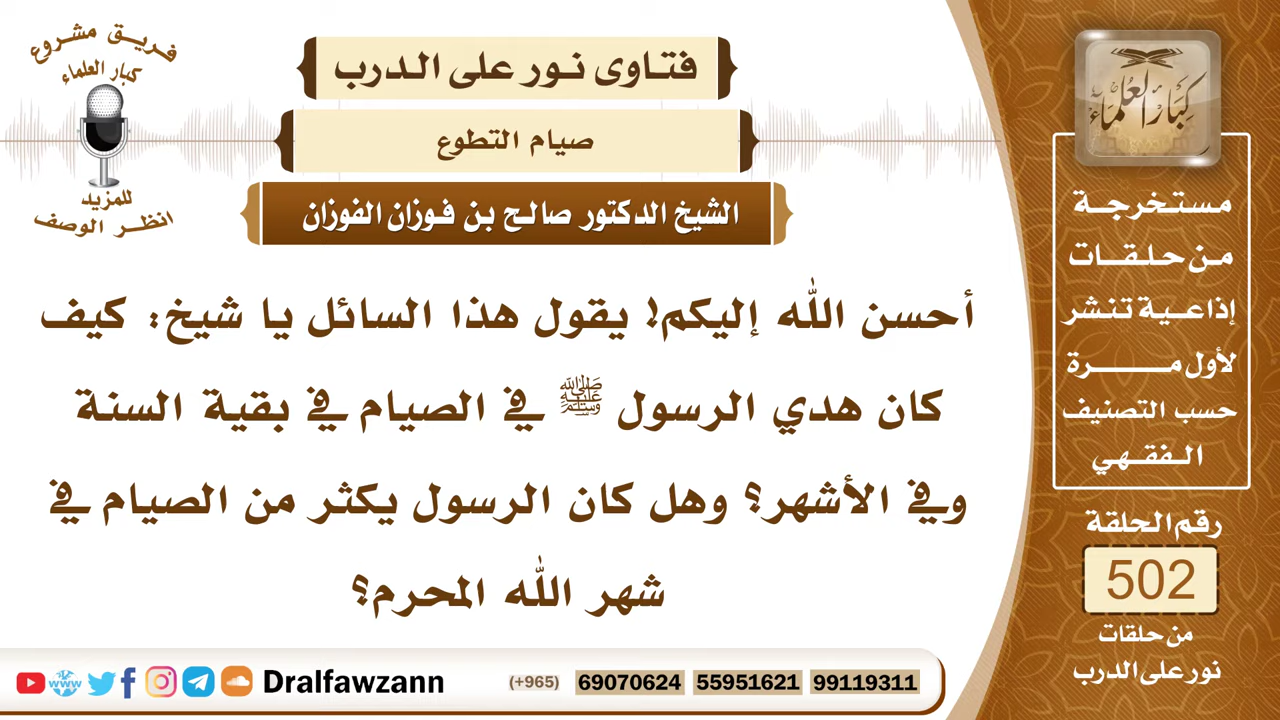 فريق مشروع
كبار العلماء
للمزيد
انظر الوصف
فتاوى نور على الدرب
صيام التطوع
الشيخ الدكتور صالح بن فوزان الفوزان
أحسن الله إليكم! يقول هذا السائل يا شيخ: كيف
كان هدي الرسول ﷺ في الصيام في بقية السنة
وفي الأشهر؟ وهل كان الرسول يكثر من الصيام في
شهر الله المحرم؟
كبار العلماء
مستخرجة
من حلقات
إذاعية تنشر
لأول مرة
حسب التصنيف
الفقهي
رقم الحلقة
502
من حلقات
نور على الدرب
www Dralfawzann (+965) 69070624 55951621 99119311